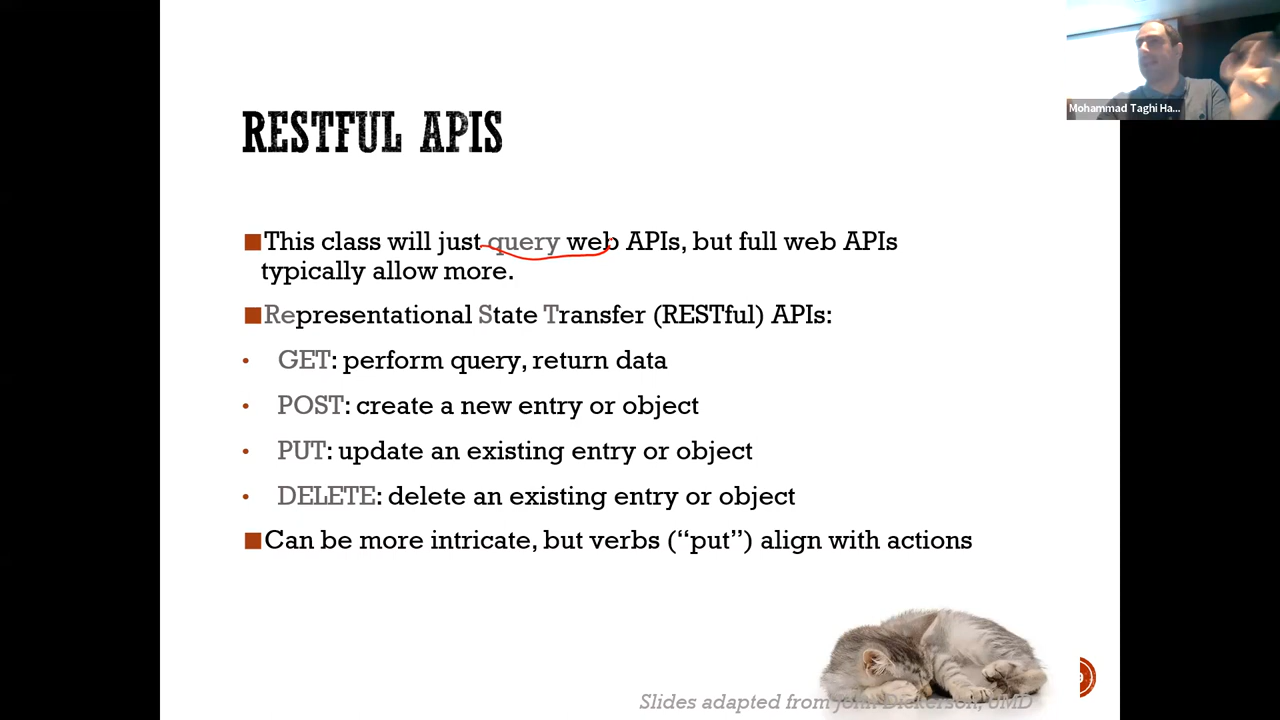 Mohammad Taghi Ha...
RESTFUL APIS
■This class will just query web APIs, but full web APIs
typically allow more.
■Representational State Transfer (RESTful) APIs:
• GET: perform query, return data
• POST: create a new entry or object
• PUT: update an existing entry or object
• DELETE: delete an existing entry or object
■Can be more intricate, but verbs (“put”) align with actions
Slides adapted from John Dickerson, UMD